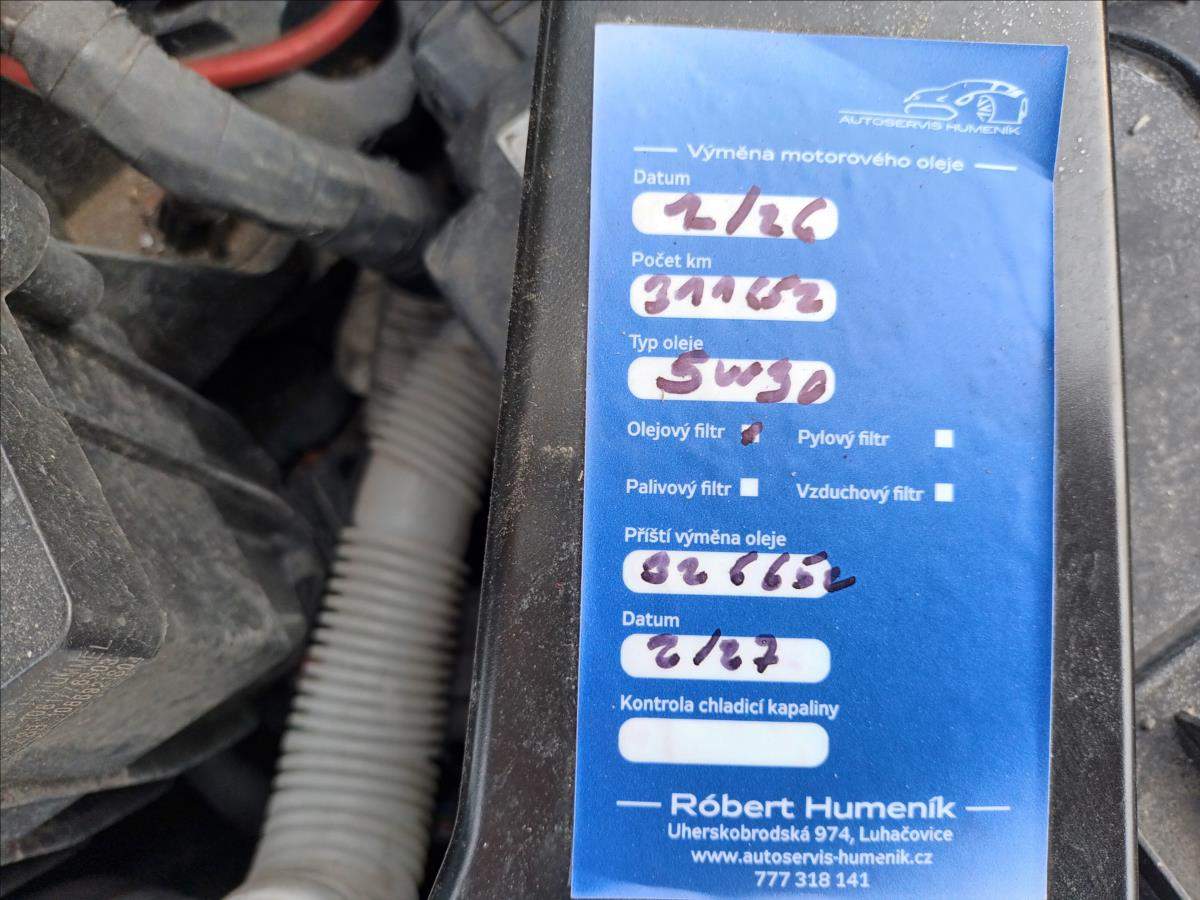 AUTOSERVIS HUMENÍK
Výměna motorového oleje
Datum
2/26
Počet km
311652
Typ oleje
5W30
Olejový filtr
Pylový filtr
Palivový filtr
Vzduchový filtr
Příští výměna oleje
326652
Datum
2/27
Kontrola chladicí kapaliny
Róbert Humeník
Uherskobrodská 974, Luhačovice
www.autoservis-humenik.cz
777 318 141